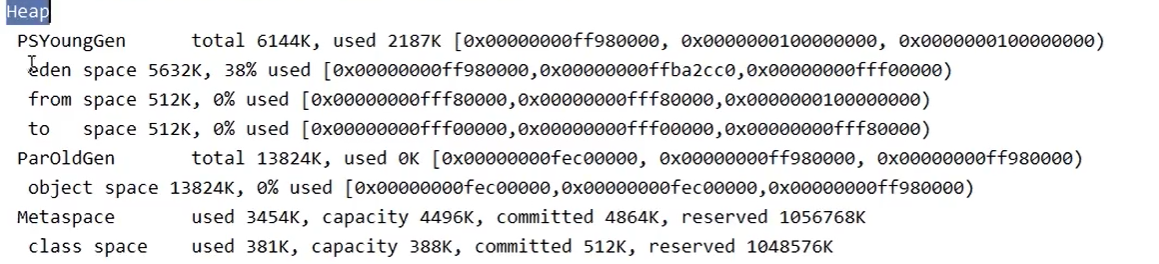 Heap
PSYoungGen total 6144K, used 2187K [0x00000000ff980000, 0x0000000100000000, 0x0000000100000000)
eden space 5632K, 38% used [0x00000000ff980000,0x00000000ffba2cc0,0x00000000fff00000)
from space 512K, 0% used [0x00000000fff80000,0x00000000fff80000,0x0000000100000000)
to space 512K, 0% used [0x00000000fff00000,0x00000000fff00000,0x00000000fff80000)
ParOldGen total 13824K, used 0K [0x00000000fec00000, 0x00000000ff980000, 0x00000000ff980000)
object space 13824K, 0% used [0x00000000fec00000,0x00000000fec00000,0x00000000ff980000)
Metaspace used 3454K, capacity 4496K, committed 4864K, reserved 1056768K
class space used 381K, capacity 388K, committed 512K, reserved 1048576K